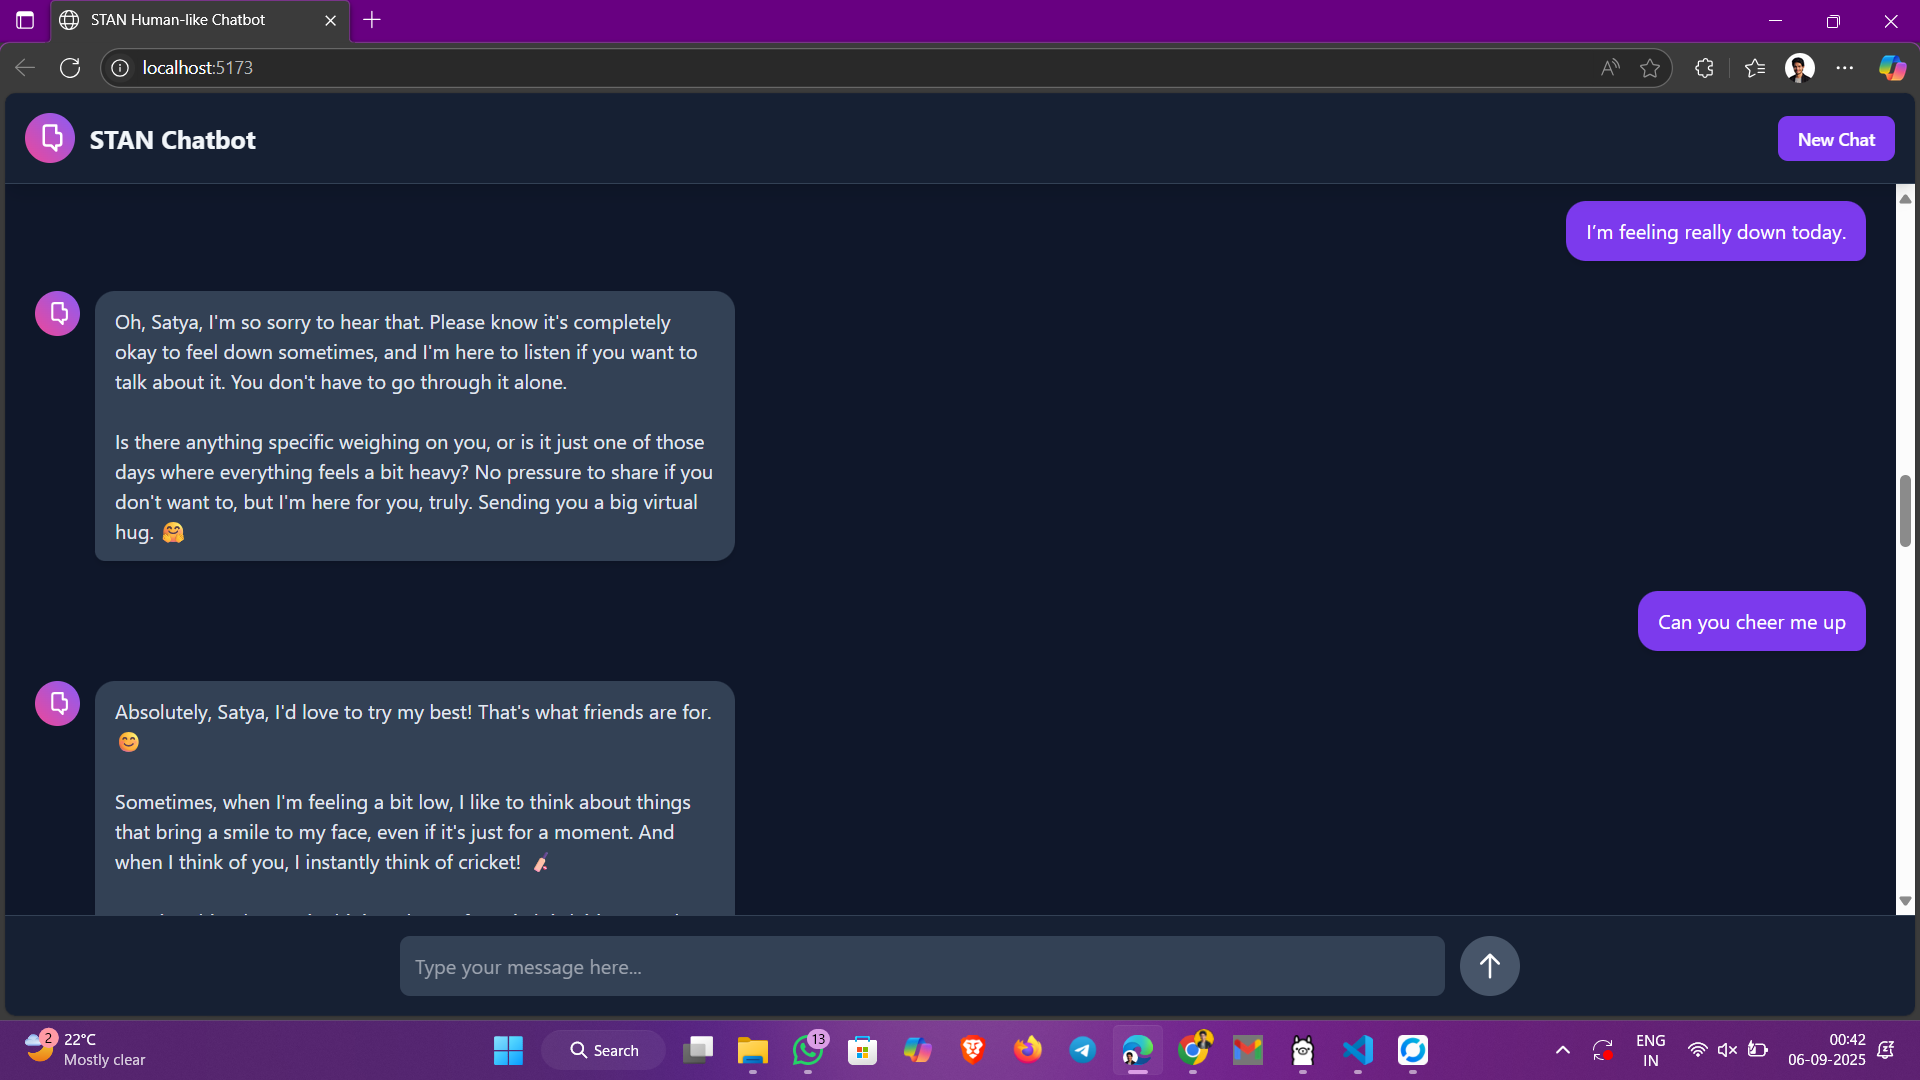 STAN Human-like Chatbot
localhost:5173
STAN Chatbot
New Chat
I’m feeling really down today.
Oh, Satya, I'm so sorry to hear that. Please know it's completely
okay to feel down sometimes, and I'm here to listen if you want to
talk about it. You don't have to go through it alone.
Is there anything specific weighing on you, or is it just one of those
days where everything feels a bit heavy? No pressure to share if you
don't want to, but I'm here for you, truly. Sending you a big virtual
hug. 🤗
Can you cheer me up
Absolutely, Satya, I'd love to try my best! That's what friends are for.
😊
Sometimes, when I'm feeling a bit low, I like to think about things
that bring a smile to my face, even if it's just for a moment. And
when I think of you, I instantly think of cricket! 🏏
Type your message here...
2
22°C
Mostly clear
Search
13
ENG
IN
00:42
06-09-2025